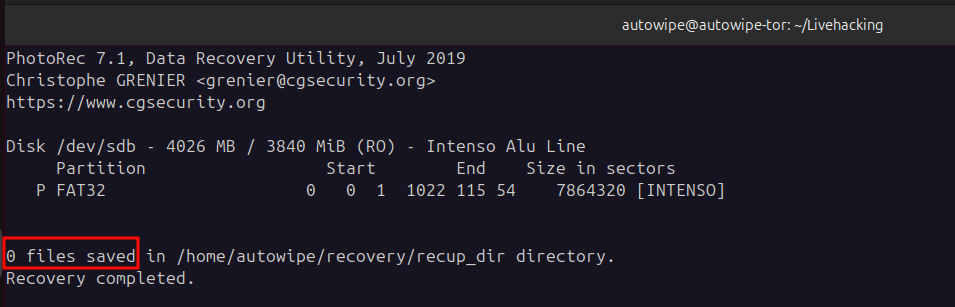 autowipe@autowipe-tor: ~/Livehacking
PhotoRec 7.1, Data Recovery Utility, July 2019
Christophe GRENIER <grenier@cgsecurity.org>
https://www.cgsecurity.org
Disk /dev/sdb - 4026 MB / 3840 MiB (RO) - Intenso Alu Line
Partition Start End Size in sectors
P FAT32 0 0 1 1022 115 54 7864320 [INTENSO]
0 files saved in /home/autowipe/recovery/recup_dir directory.
Recovery completed.